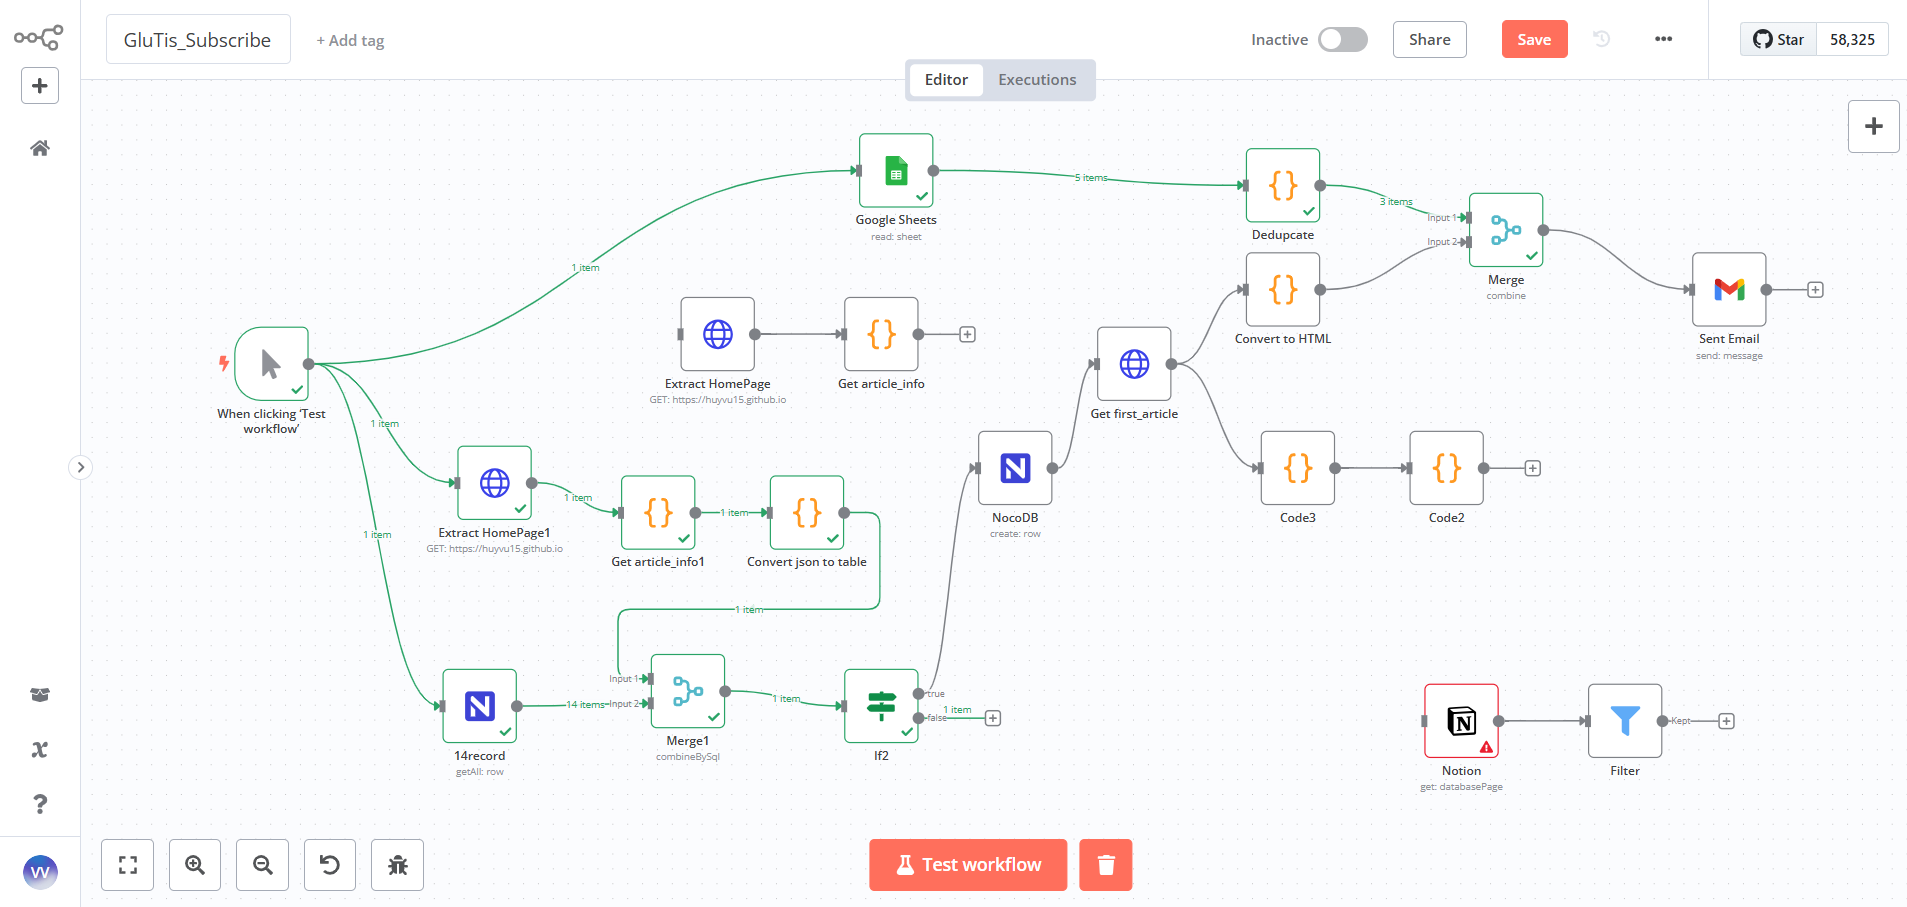 GluTis_Subscribe
+ Add tag
Inactive
Share
Save
Star
58,325
Editor
Executions
Google Sheets
read: sheet
5 items
Dedupcate
3 items
Input 1
Input 2
Merge
combine
1 item
Extract HomePage
GET: https://huyvu15.github.io
Get article_info
Convert to HTML
Sent Email
send: message
When clicking ‘Test
workflow’
1 item
Get first_article
Extract HomePage1
GET: https://huyvu15.github.io
1 item
Get article_info1
1 item
Convert json to table
NocoDB
create: row
Code3
Code2
1 item
1 item
14record
getAll: row
14 items
Input 1
Input 2
Merge1
combineBySql
1 item
If2
true
false
1 item
Notion
get: databasePage
Kept
Filter
Test workflow
VV